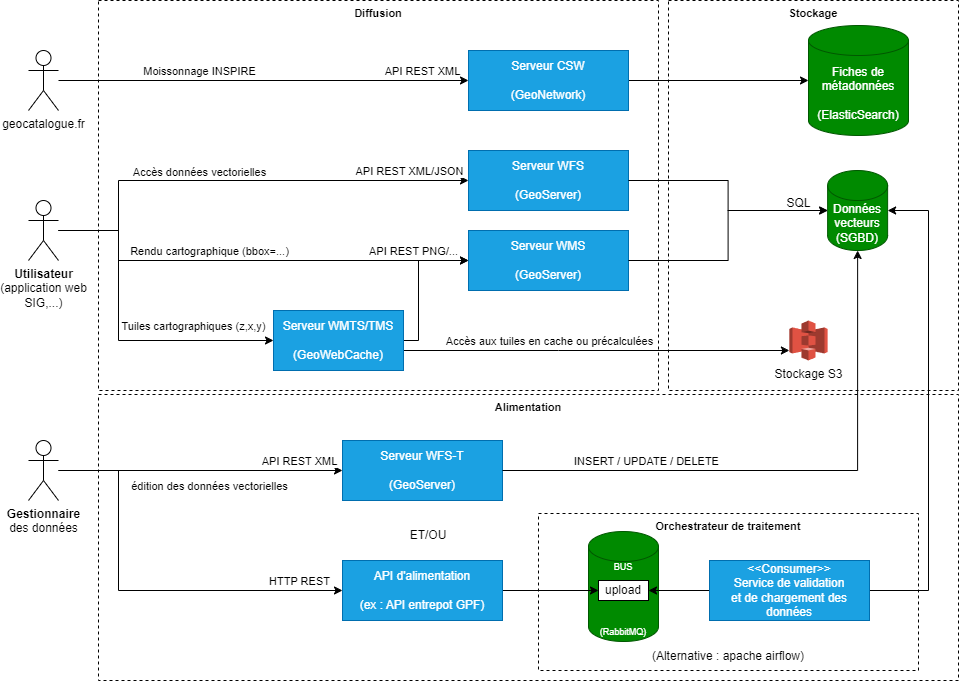 Diffusion
Stockage
Moissonnage INSPIRE
API REST XML
Serveur CSW
(GeoNetwork)
Fiches de
métadonnées
(ElasticSearch)
geocatalogue.fr
Accès données vectorielles
API REST XML/JSON
Serveur WFS
(GeoServer)
SQL
Données
vecteurs
(SGBD)
Rendu cartographique (bbox=...)
API REST PNG/...
Serveur WMS
(GeoServer)
Utilisateur
(application web
SIG,...)
Tuiles cartographiques (z,x,y)
Serveur WMTS/TMS
(GeoWebCache)
Accès aux tuiles en cache ou précalculées
Stockage S3
Alimentation
API REST XML
Serveur WFS-T
(GeoServer)
INSERT / UPDATE / DELETE
édition des données vectorielles
Gestionnaire
des données
ET/OU
Orchestrateur de traitement
HTTP REST
API d'alimentation
(ex : API entrepot GPF)
BUS
upload
(RabbitMQ)
<<Consumer>>
Service de validation
et de chargement des
données
(Alternative : apache airflow)